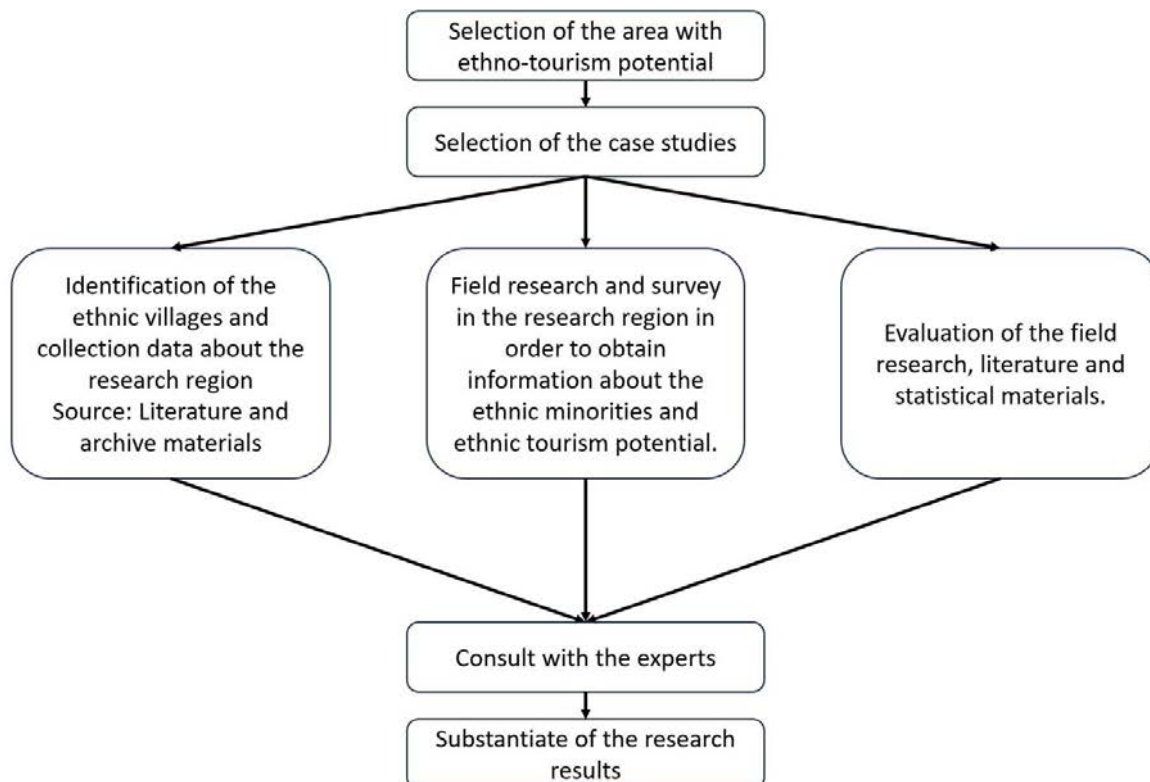 Selection of the area with
ethno-tourism potential
Selection of the case studies
Identification of the
ethnic villages and
collection data about the
research region
Source: Literature and
archive materials
Field research and survey
in the research region in
order to obtain
information about the
ethnic minorities and
ethnic tourism potential.
Evaluation of the field
research, literature and
statistical materials.
Consult with the experts
Substantiate of the research
results